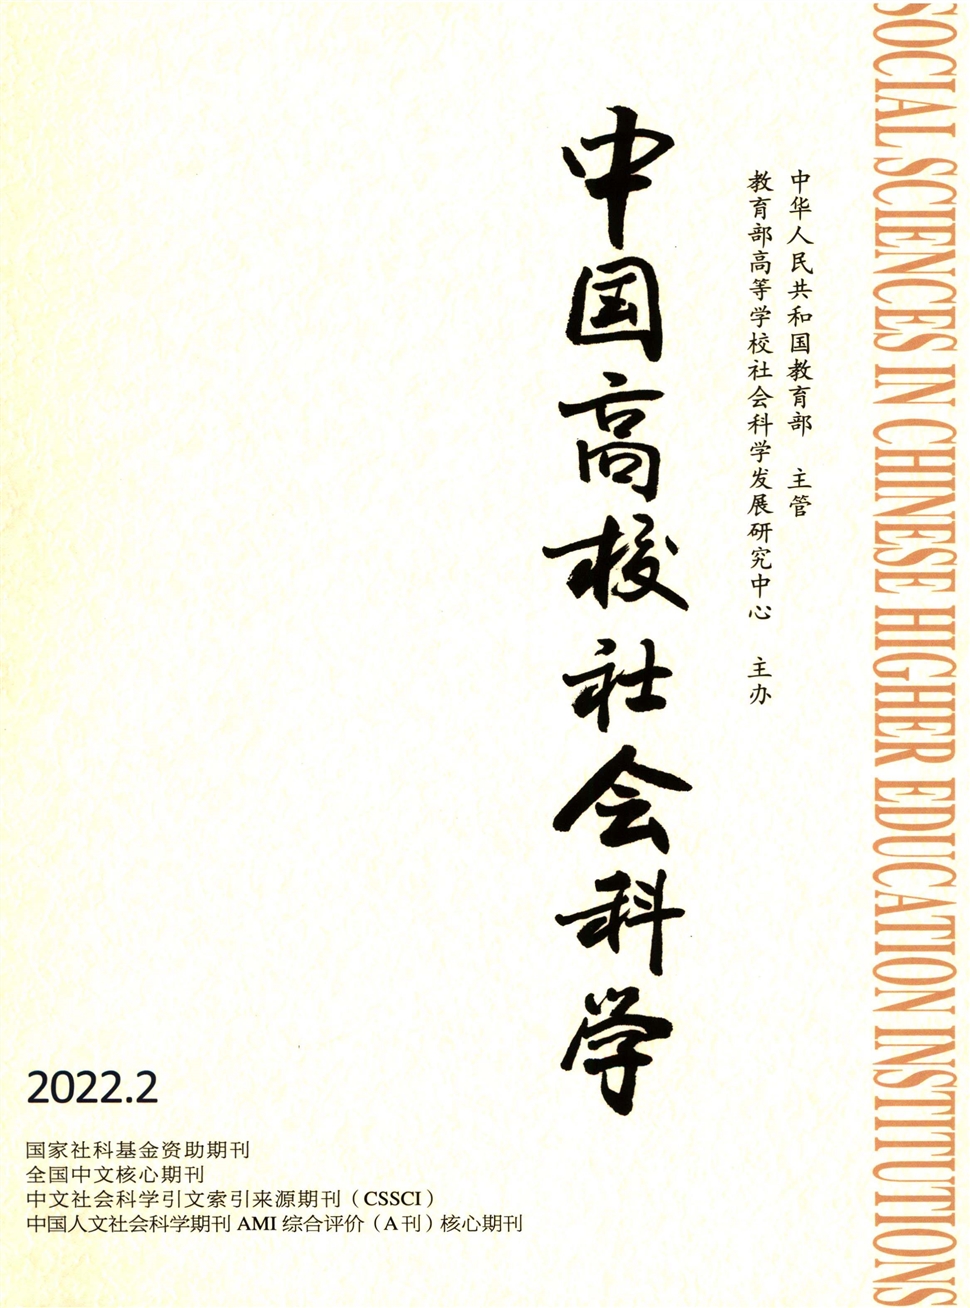 SOCIAL SCIENCES IN CHINESE HIGHER EDUCATION INSTITUTIONS
中华人民共和国教育部 主管
教育部高等学校社会科学发展研究中心 主办
中国高校社会科学
2022.2
国家社科基金资助期刊
全国中文核心期刊
中文社会科学引文索引来源期刊（CSSCI）
中国人文社会科学期刊 AMI 综合评价（A 刊）核心期刊